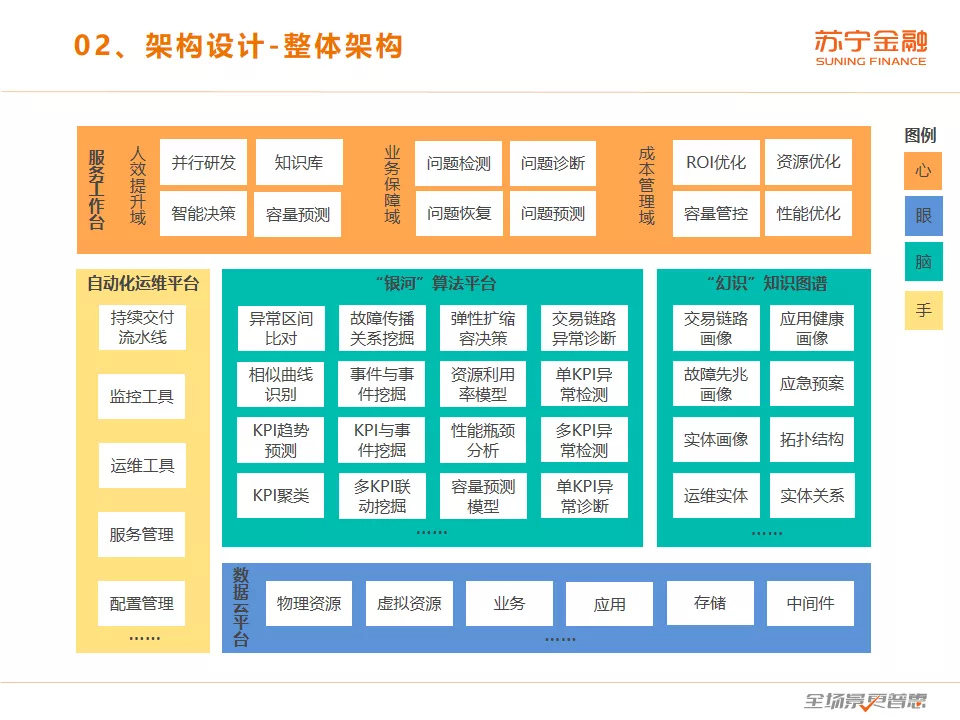 02、架构设计-整体架构
苏宁金融
SUNING FINANCE
服务工作台
人效提升域
并行研发
知识库
智能决策
容量预测
业务保障域
问题检测
问题诊断
问题恢复
问题预测
成本管理域
ROI优化
资源优化
容量管控
性能优化
图例
心
眼
脑
手
自动化运维平台
持续交付
流水线
监控工具
运维工具
服务管理
配置管理
……
“银河”算法平台
异常区间
比对
故障传播
关系挖掘
弹性扩缩
容决策
交易链路
异常诊断
相似曲线
识别
事件与事
件挖掘
资源利用
率模型
单KPI异
常检测
KPI趋势
预测
KPI与事
件挖掘
性能瓶颈
分析
多KPI异
常检测
KPI聚类
多KPI联
动挖掘
容量预测
模型
单KPI异
常诊断
……
“幻识”知识图谱
交易链路
画像
应用健康
画像
故障先兆
画像
应急预案
实体画像
拓扑结构
运维实体
实体关系
……
数据云平台
物理资源
虚拟资源
业务
应用
存储
中间件
……
全场景更普惠